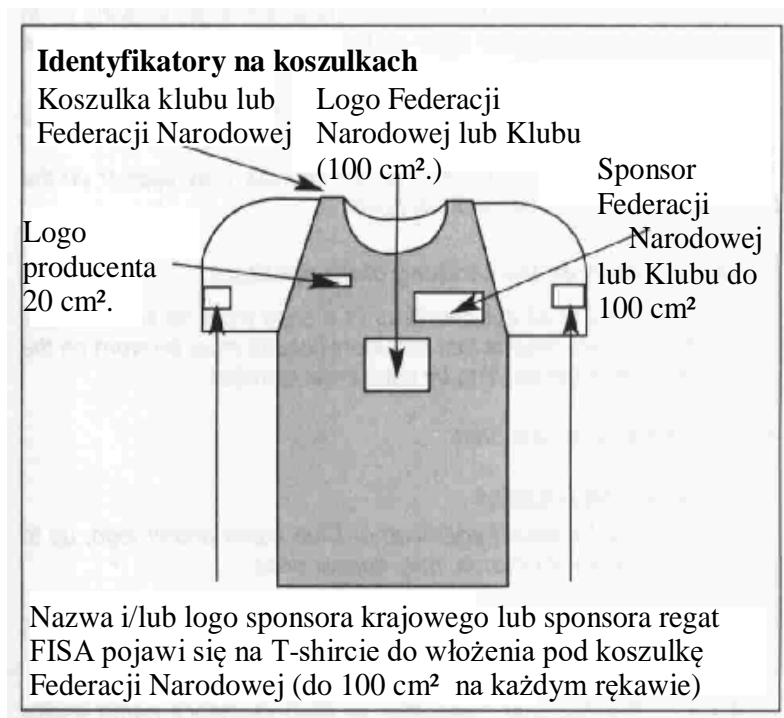 Identyfikatory na koszulkach
Koszulka klubu lub
Federacji Narodowej
Logo Federacji
Narodowej lub Klubu
(100 cm².)
Sponsor
Federacji
Narodowej
lub Klubu do
100 cm²
Logo
producenta
20 cm².
Nazwa i/lub logo sponsora krajowego lub sponsora regat
FISA pojawi się na T-shircie do włożenia pod koszulkę
Federacji Narodowej (do 100 cm² na każdym rękawie)